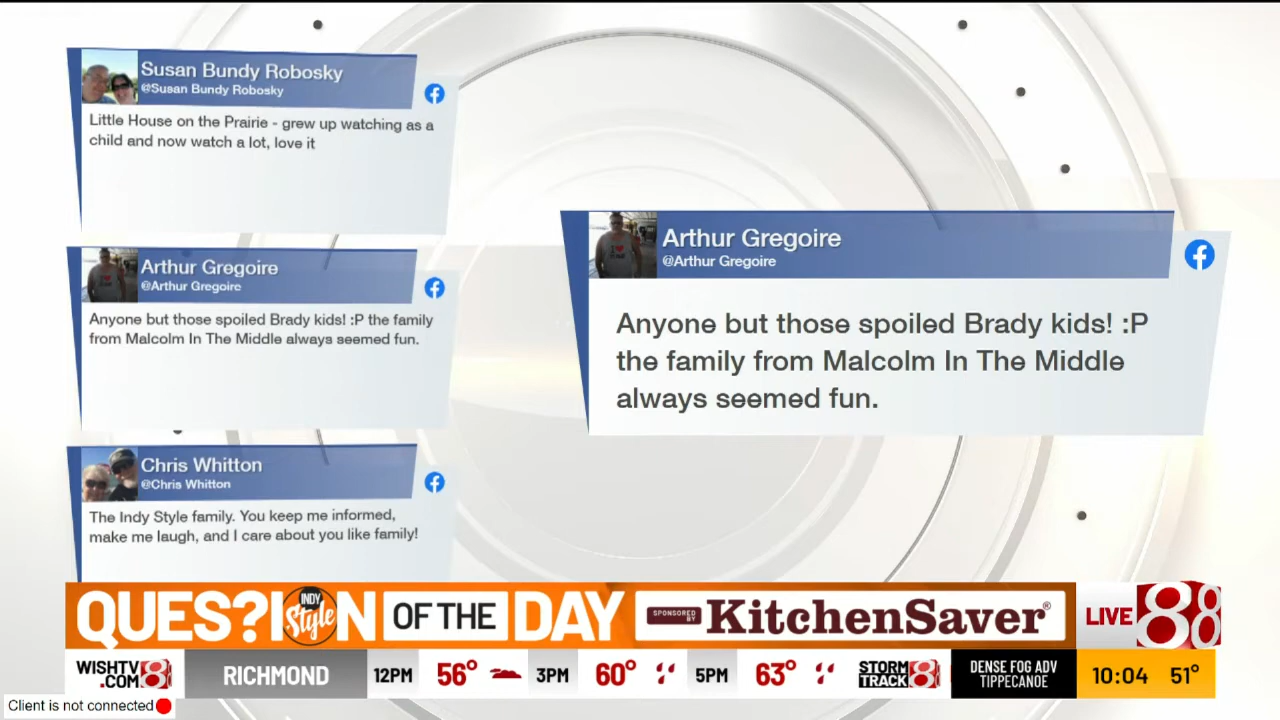 Susan Bundy Robosky
@Susan Bundy Robosky
Little House on the Prairie - grew up watching as a
child and now watch a lot, love it
Arthur Gregoire
@Arthur Gregoire
Anyone but those spoiled Brady kids! :P the family
from Malcolm In The Middle always seemed fun.
Chris Whitton
@Chris Whitton
The Indy Style family. You keep me informed,
make me laugh, and I care about you like family!
Arthur Gregoire
@Arthur Gregoire
Anyone but those spoiled Brady kids! :P
the family from Malcolm In The Middle
always seemed fun.
QUES?ION OF THE DAY
INDY
Style
SPONSORED
BY
KitchenSaver®
LIVE 8
WISHTV
.COM 8
RICHMOND
12PM 56° 3PM 60° 5PM 63°
STORM
TRACK 8
DENSE FOG ADV
TIPPECANOE
10:04 51°
Client is not connected